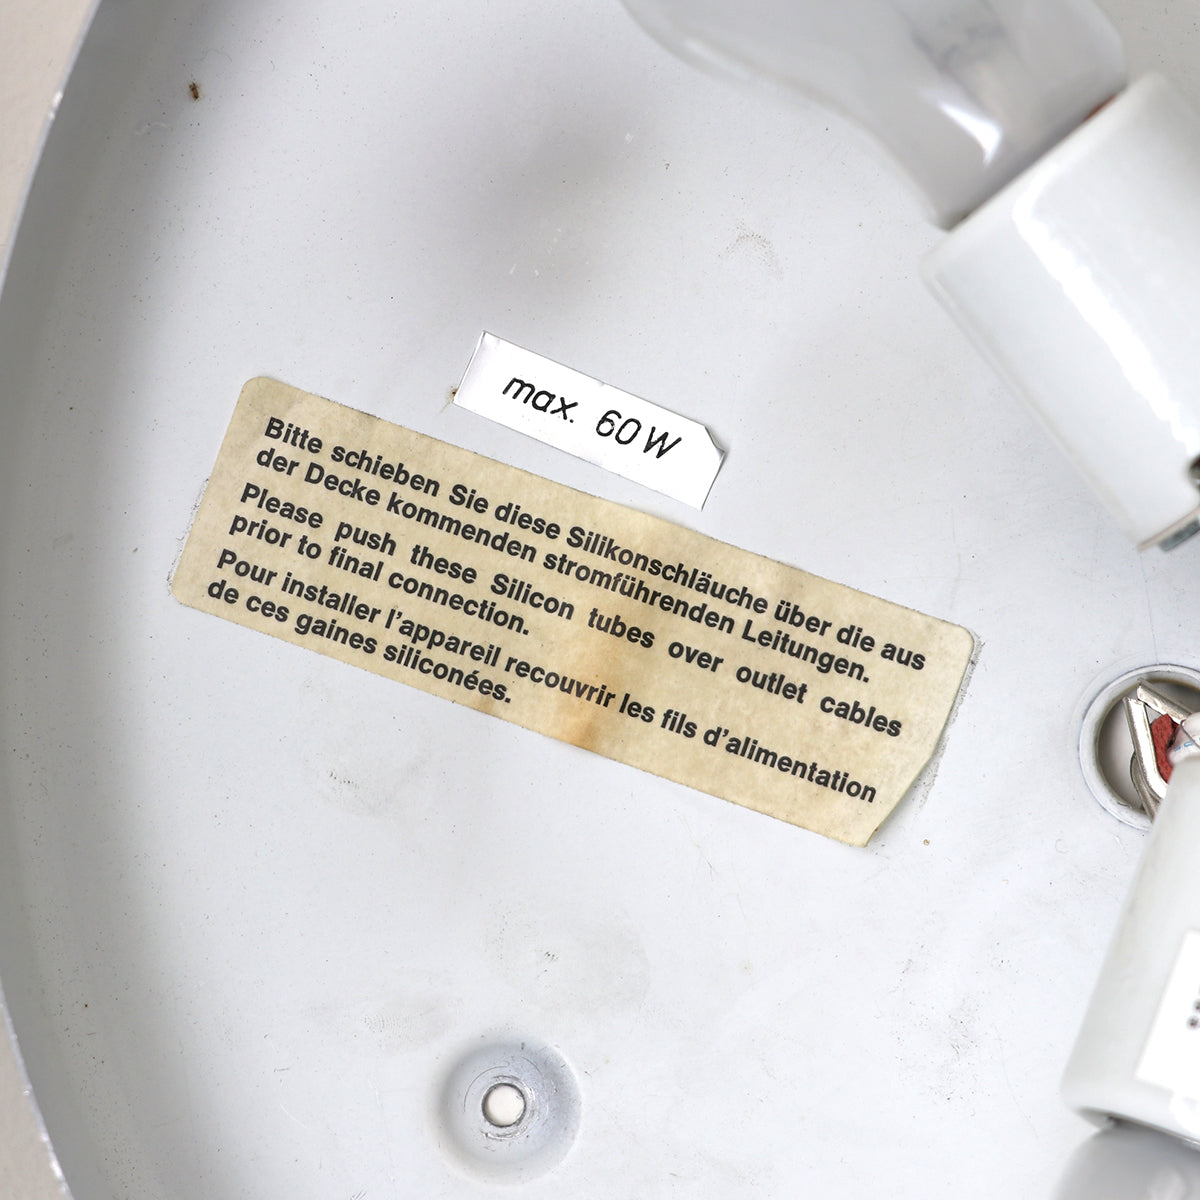 max. 60W
Bitte schieben Sie diese Silikonschläuche über die aus
der Decke kommenden stromführenden Leitungen.
Please push these Silicon tubes over outlet cables
prior to final connection.
Pour installer l'appareil recouvrir les fils d'alimentation
de ces gaines siliconées.